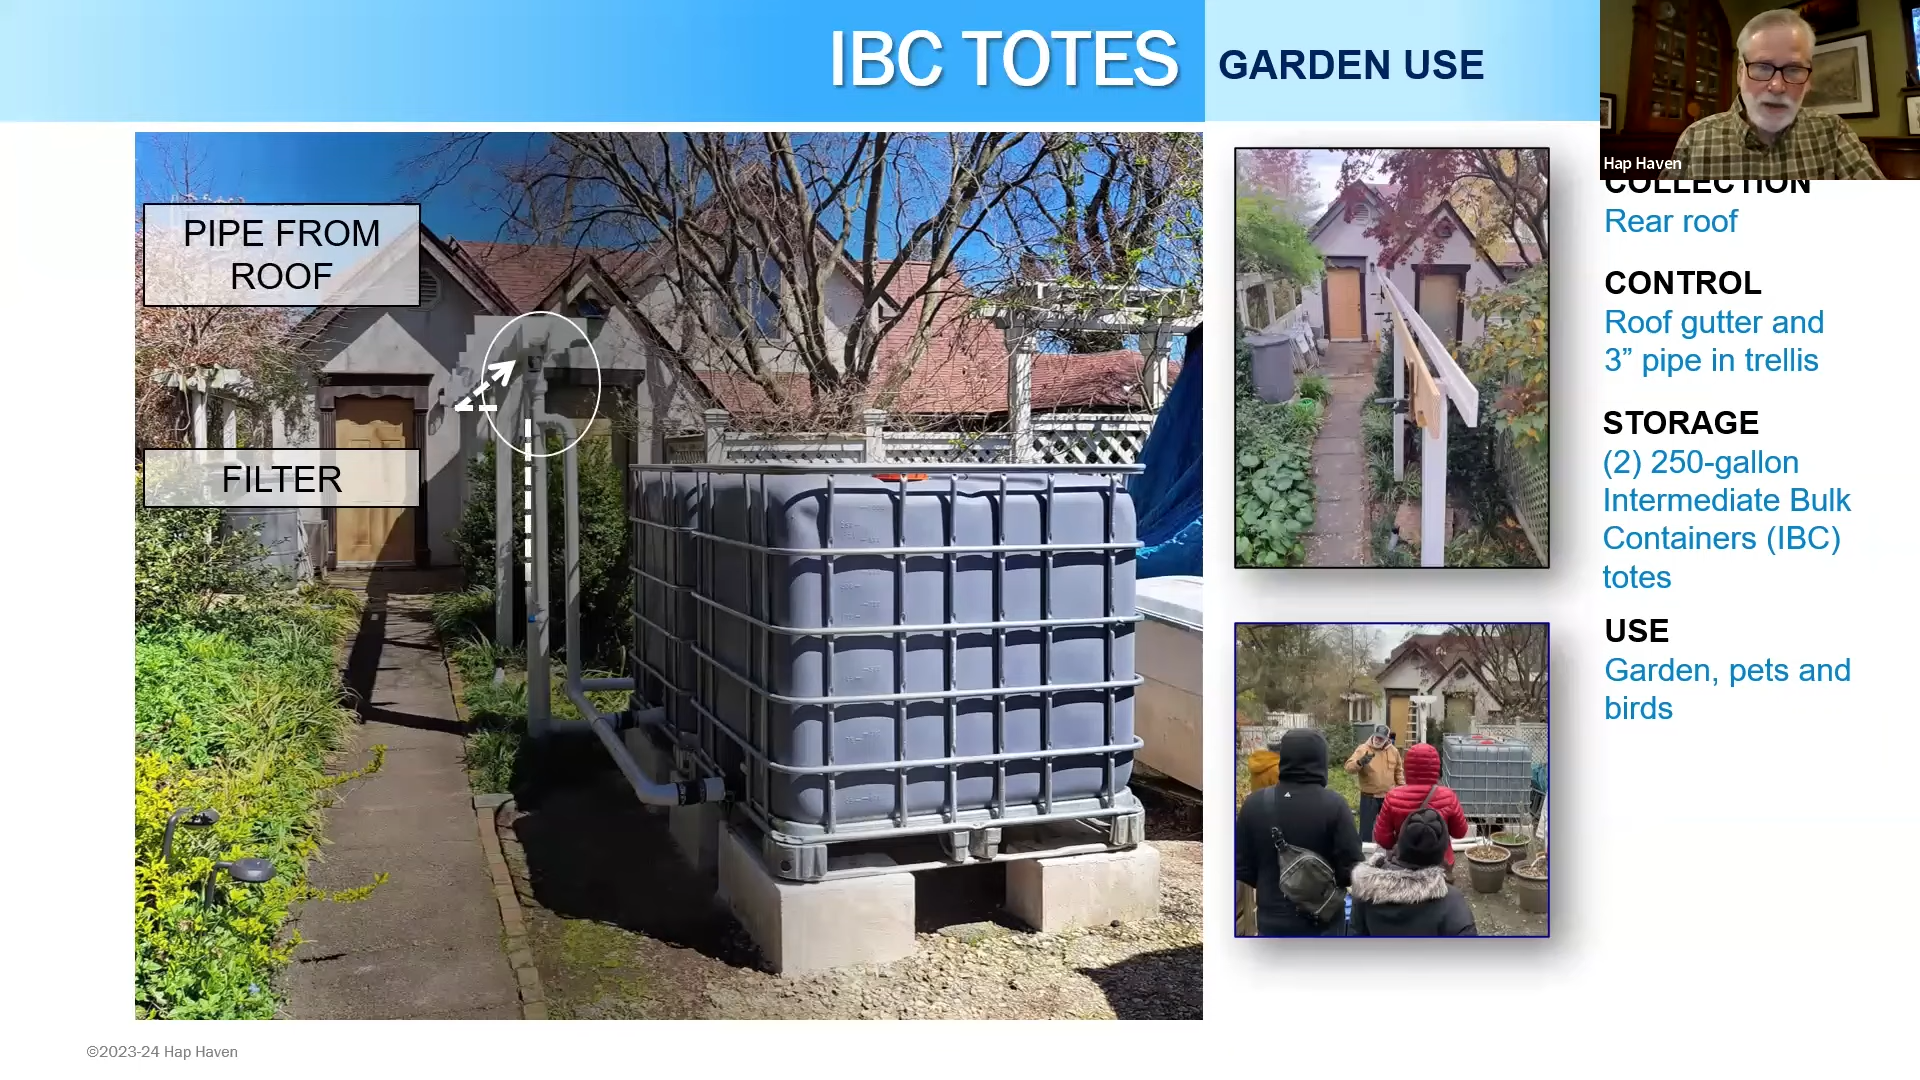 IBC TOTES
GARDEN USE
PIPE FROM
ROOF
FILTER
Hap Haven
COLLECTION
Rear roof
CONTROL
Roof gutter and
3” pipe in trellis
STORAGE
(2) 250-gallon
Intermediate Bulk
Containers (IBC)
totes
USE
Garden, pets and
birds
©2023-24 Hap Haven